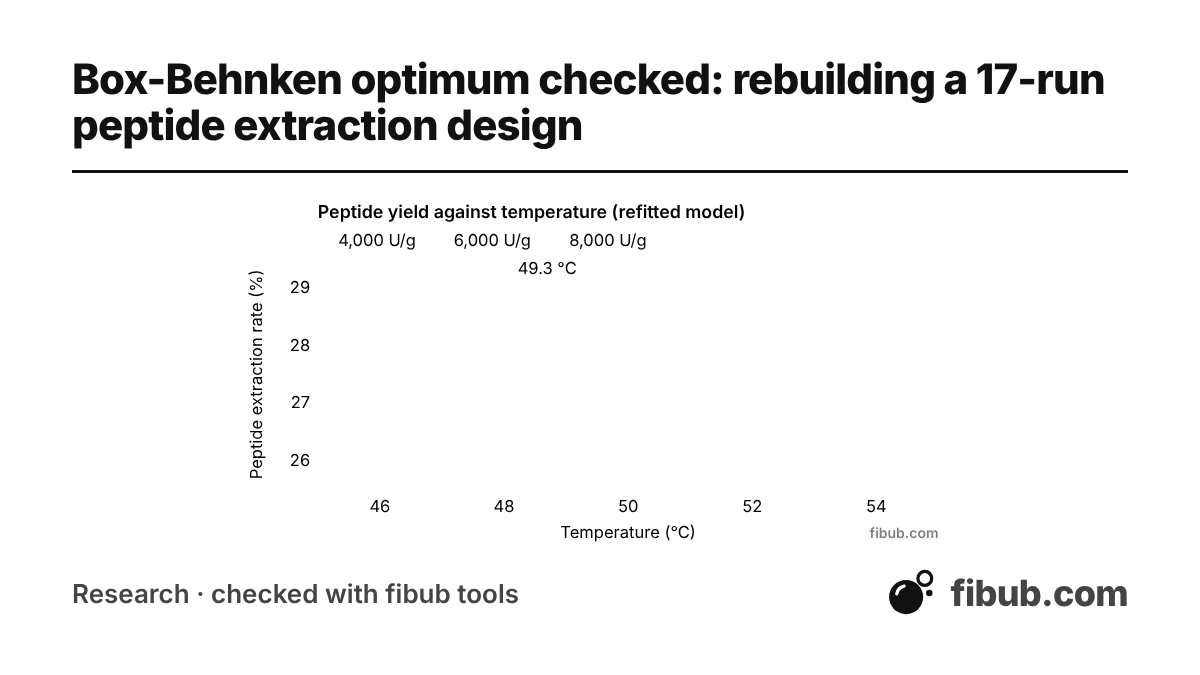 Box-Behnken optimum checked: rebuilding a 17-run
peptide extraction design
Peptide yield against temperature (refitted model)
4,000 U/g 6,000 U/g 8,000 U/g
49.3 °C
Peptide extraction rate (%)
29
28
27
26
46 48 50 52 54
Temperature (°C)
fibub.com
Research · checked with fibub tools
fibub.com